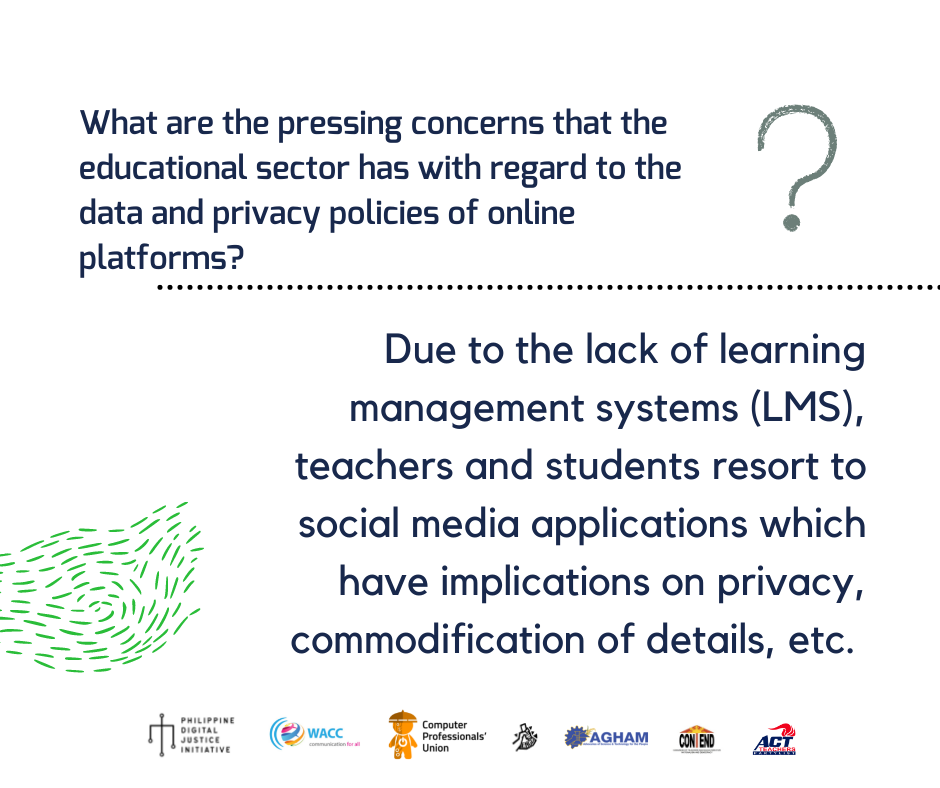 What are the pressing concerns that the
educational sector has with regard to the
data and privacy policies of online
platforms?
?
Due to the lack of learning
management systems (LMS),
teachers and students resort to
social media applications which
have implications on privacy,
commodification of details, etc.
PHILIPPINE
DIGITAL
JUSTICE
INITIATIVE
WACC
communication for all
Computer
Professionals'
Union
AGHAM
CONTEND
ACT
TEACHERS
PARTYLIST